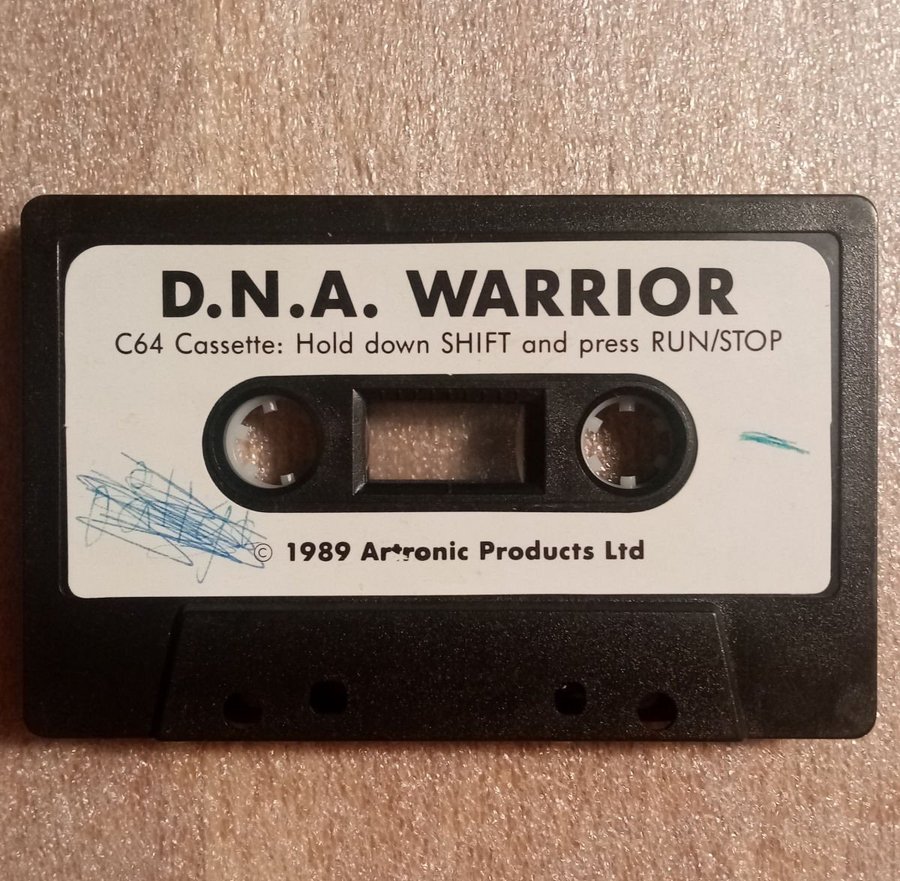 D.N.A. WARRIOR
C64 Cassette: Hold down SHIFT and press RUN/STOP
© 1989 Artronic Products Ltd